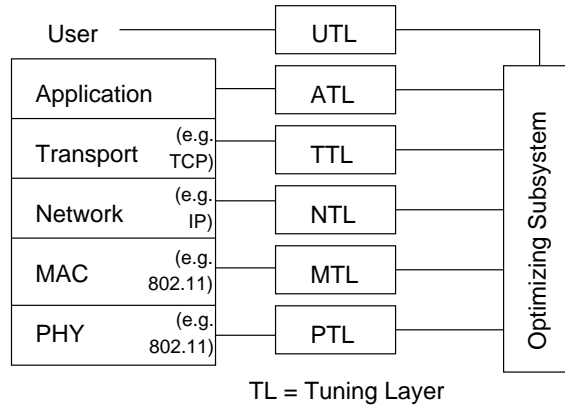 User UTL
Application ATL
Transport (e.g. TCP) TTL
Network (e.g. IP) NTL
MAC (e.g. 802.11) MTL
PHY (e.g. 802.11) PTL
Optimizing Subsystem
TL = Tuning Layer